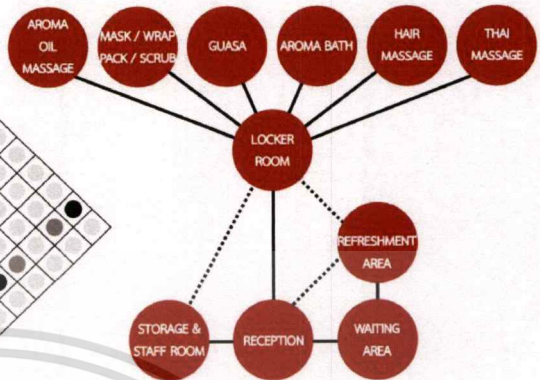 AROMA
OIL
MASSAGE
MASK / WRAP
PACK / SCRUB
GUASA
AROMA BATH
HAIR
MASSAGE
THAI
MASSAGE
LOCKER
ROOM
REFRESHMENT
AREA
STORAGE &
STAFF ROOM
RECEPTION
WAITING
AREA